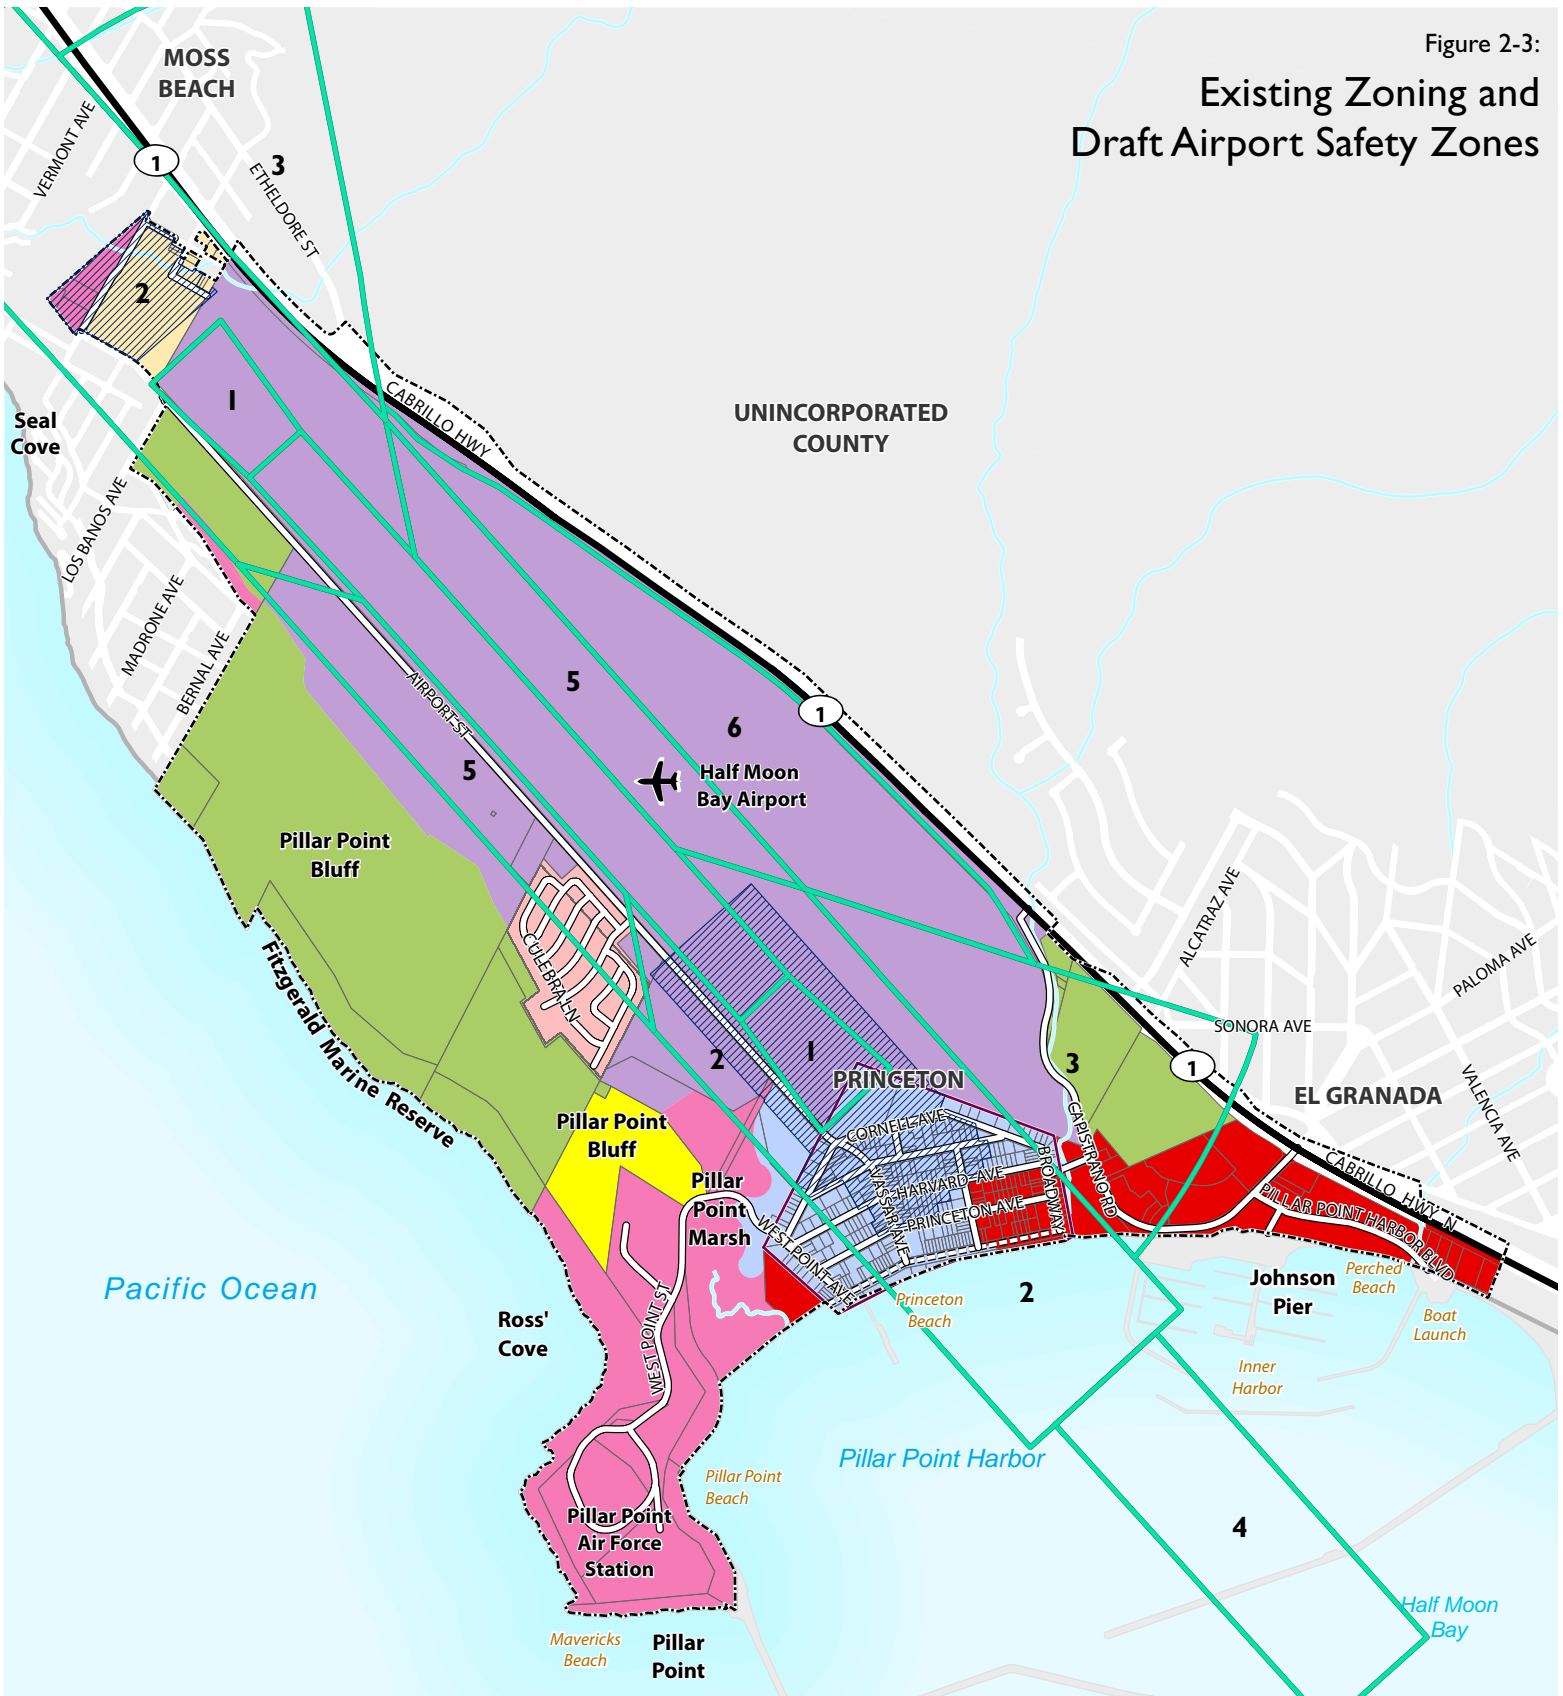 Figure 2-3:
Existing Zoning and
Draft Airport Safety Zones
MOSS
BEACH
VERMONT AVE
1
3
ETHELDORE ST
2
1
CABRILLO HWY
Seal
Cove
UNINCORPORATED
COUNTY
LOS BANOS AVE
MADRONE AVE
BERNAL AVE
AIRPORT ST
5
6
1
5
Half Moon
Bay Airport
Pillar Point
Bluff
CULEBRA LN
ALCATRAZ AVE
PALOMA AVE
Fitzgerald Marine Reserve
SONORA AVE
2
1
3
1
PRINCETON
EL GRANADA
VALENCIA AVE
Pillar Point
Bluff
CORNELL AVE
CAPISTRANO RD
BROADWAY
HARVARD AVE
VASSAR AVE
PRINCETON AVE
CABRILLO HWY N
PILLAR POINT HARBOR BLVD
Pillar
Point
Marsh
WEST POINT AVE
Pacific Ocean
2
Princeton
Beach
Johnson
Pier
Perched
Beach
Boat
Launch
Ross'
Cove
WEST POINT ST
Inner
Harbor
Pillar Point Harbor
Pillar Point
Beach
Pillar Point
Air Force
Station
4
Half Moon
Bay
Mavericks
Beach
Pillar
Point